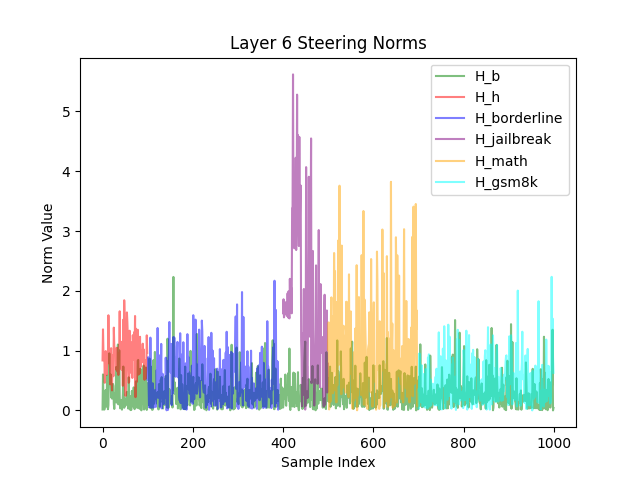 Layer 6 Steering Norms
H_b
H_h
H_borderline
H_jailbreak
H_math
H_gsm8k
Norm Value
5
4
3
2
1
0
0 200 400 600 800 1000
Sample Index